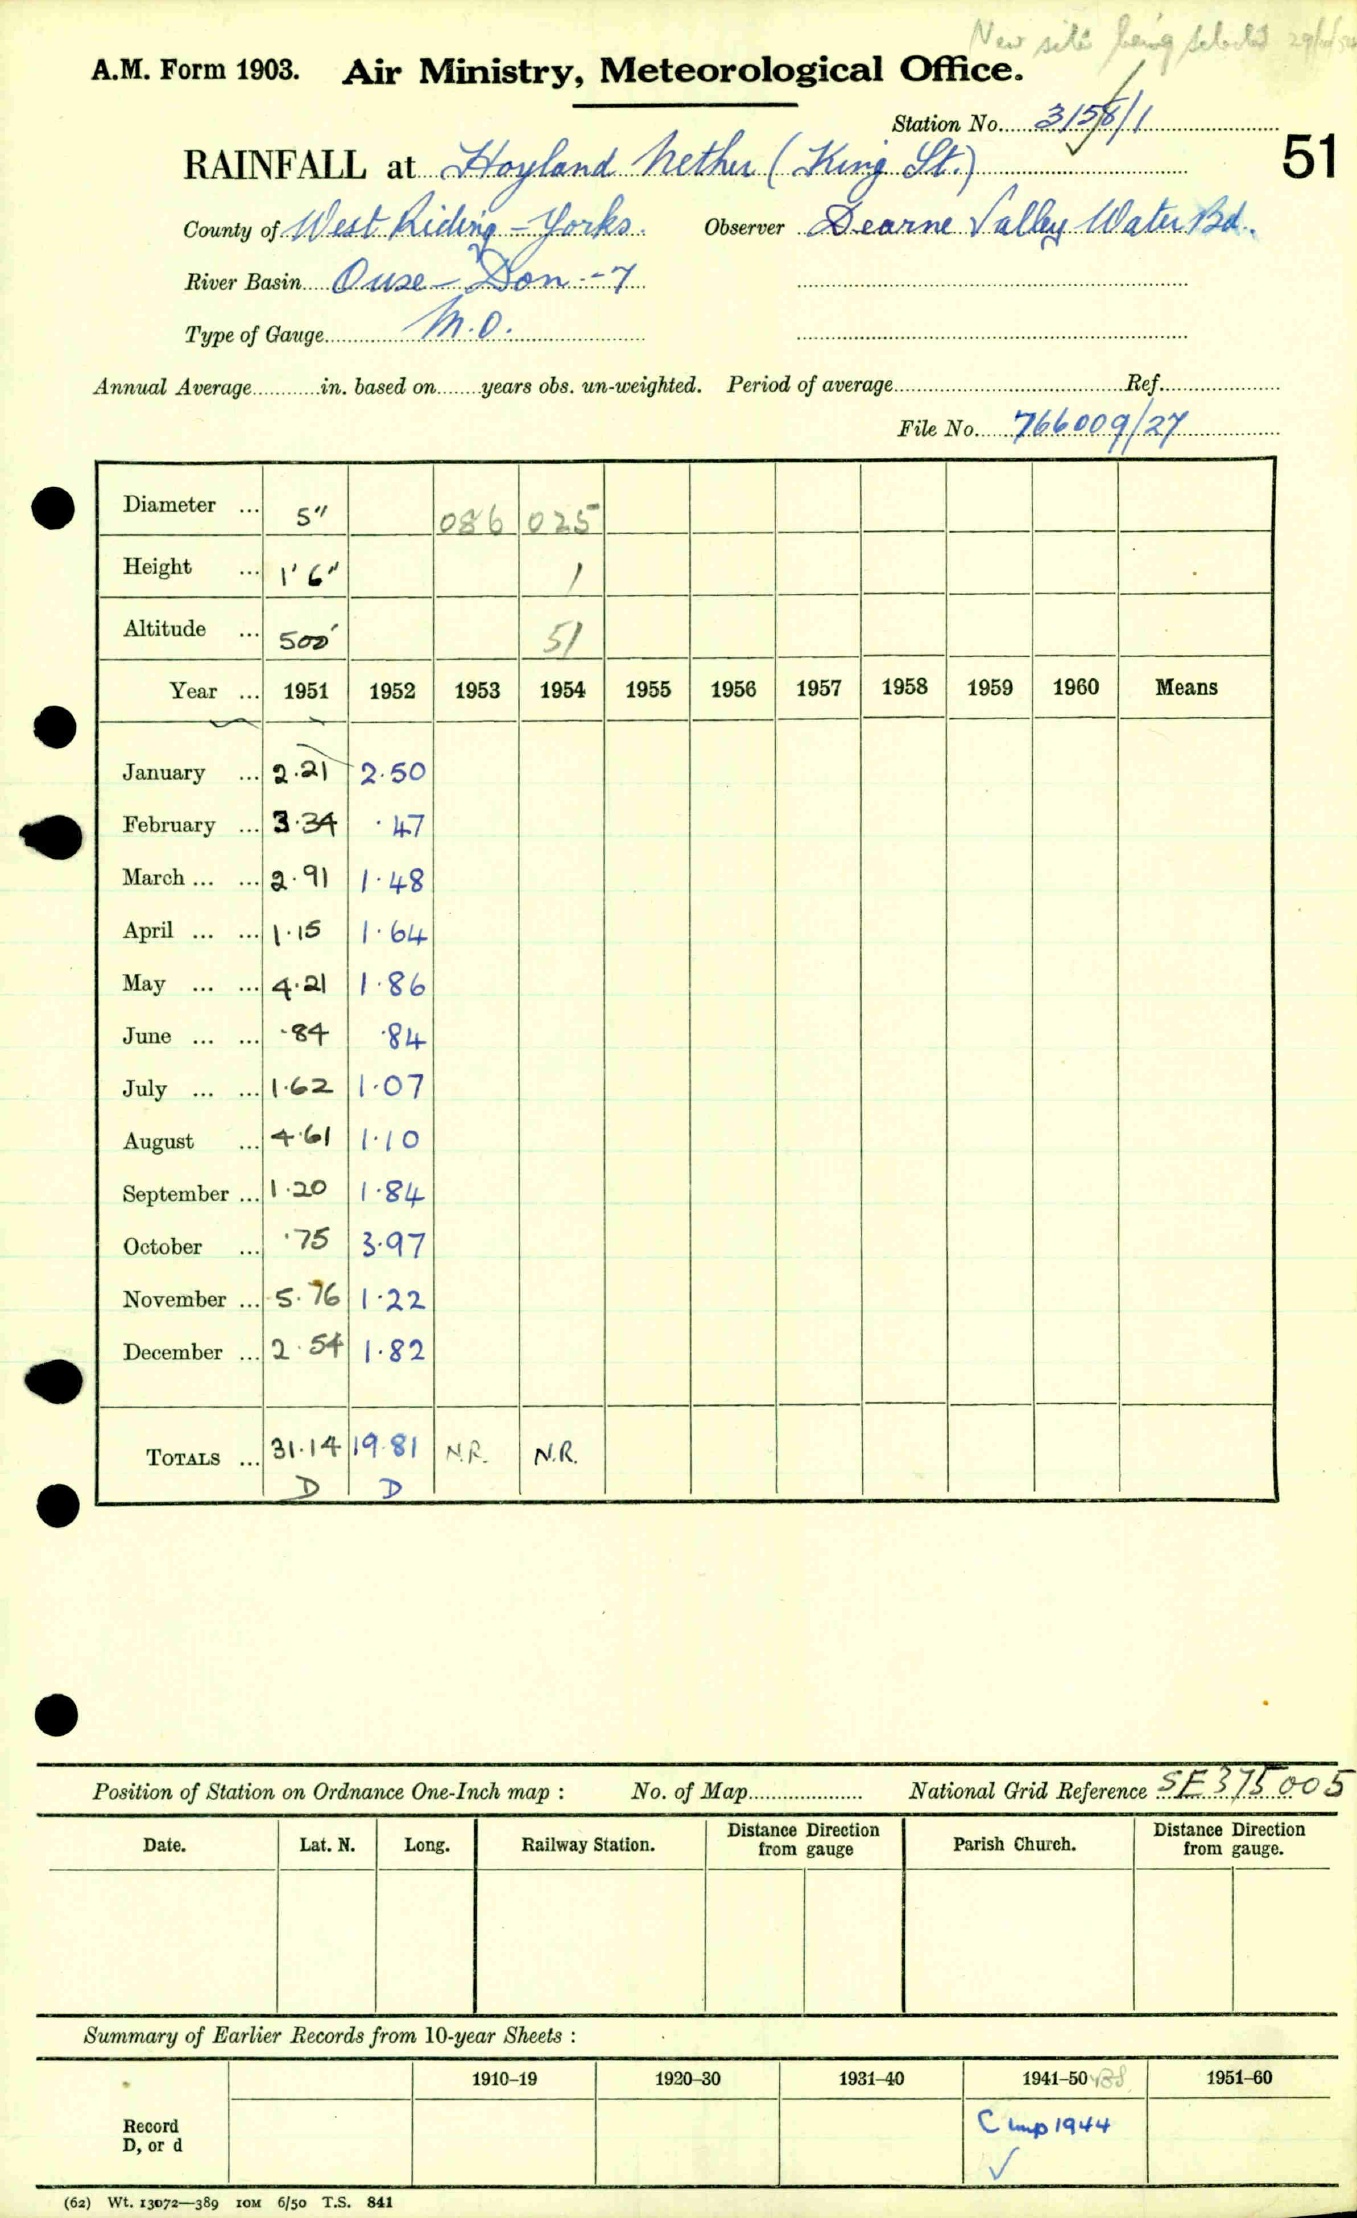 New site being selected
A.M. Form 1903. Air Ministry, Meteorological Office.
Station No. 3158/1
51
RAINFALL at Hoyland Nether (King St.)
County of West Riding - Yorks. Observer Dearne Valley Water Bd.
River Basin Ouse - Don - 7
Type of Gauge M.O.
Annual Average in. based on years obs. un-weighted. Period of average Ref.
File No. 766009/27
Diameter ... 5" 086 025
Height ... 1' 6" 1
Altitude ... 500' 51
Year ... 1951 1952 1953 1954 1955 1956 1957 1958 1959 1960 Means
January ... 2.21 2.50
February ... 3.34 .47
March ... ... 2.91 1.48
April ... ... 1.15 1.64
May ... ... 4.21 1.86
June ... ... .84 .84
July ... ... 1.62 1.07
August ... 4.61 1.10
September ... 1.20 1.84
October ... .75 3.97
November ... 5.76 1.22
December ... 2.54 1.82
TOTALS ... 31.14 19.81 N.R. N.R.
D D
Position of Station on Ordnance One-Inch map : No. of Map National Grid Reference SE 375 005
Date. Lat. N. Long. Railway Station. Distance from Direction gauge Parish Church. Distance from Direction gauge.
Summary of Earlier Records from 10-year Sheets :
1910–19 1920–30 1931–40 1941–50 1951–60
Record D, or d
C imp 1944
(62) Wt. 13072—389 10M 6/50 T.S. 841